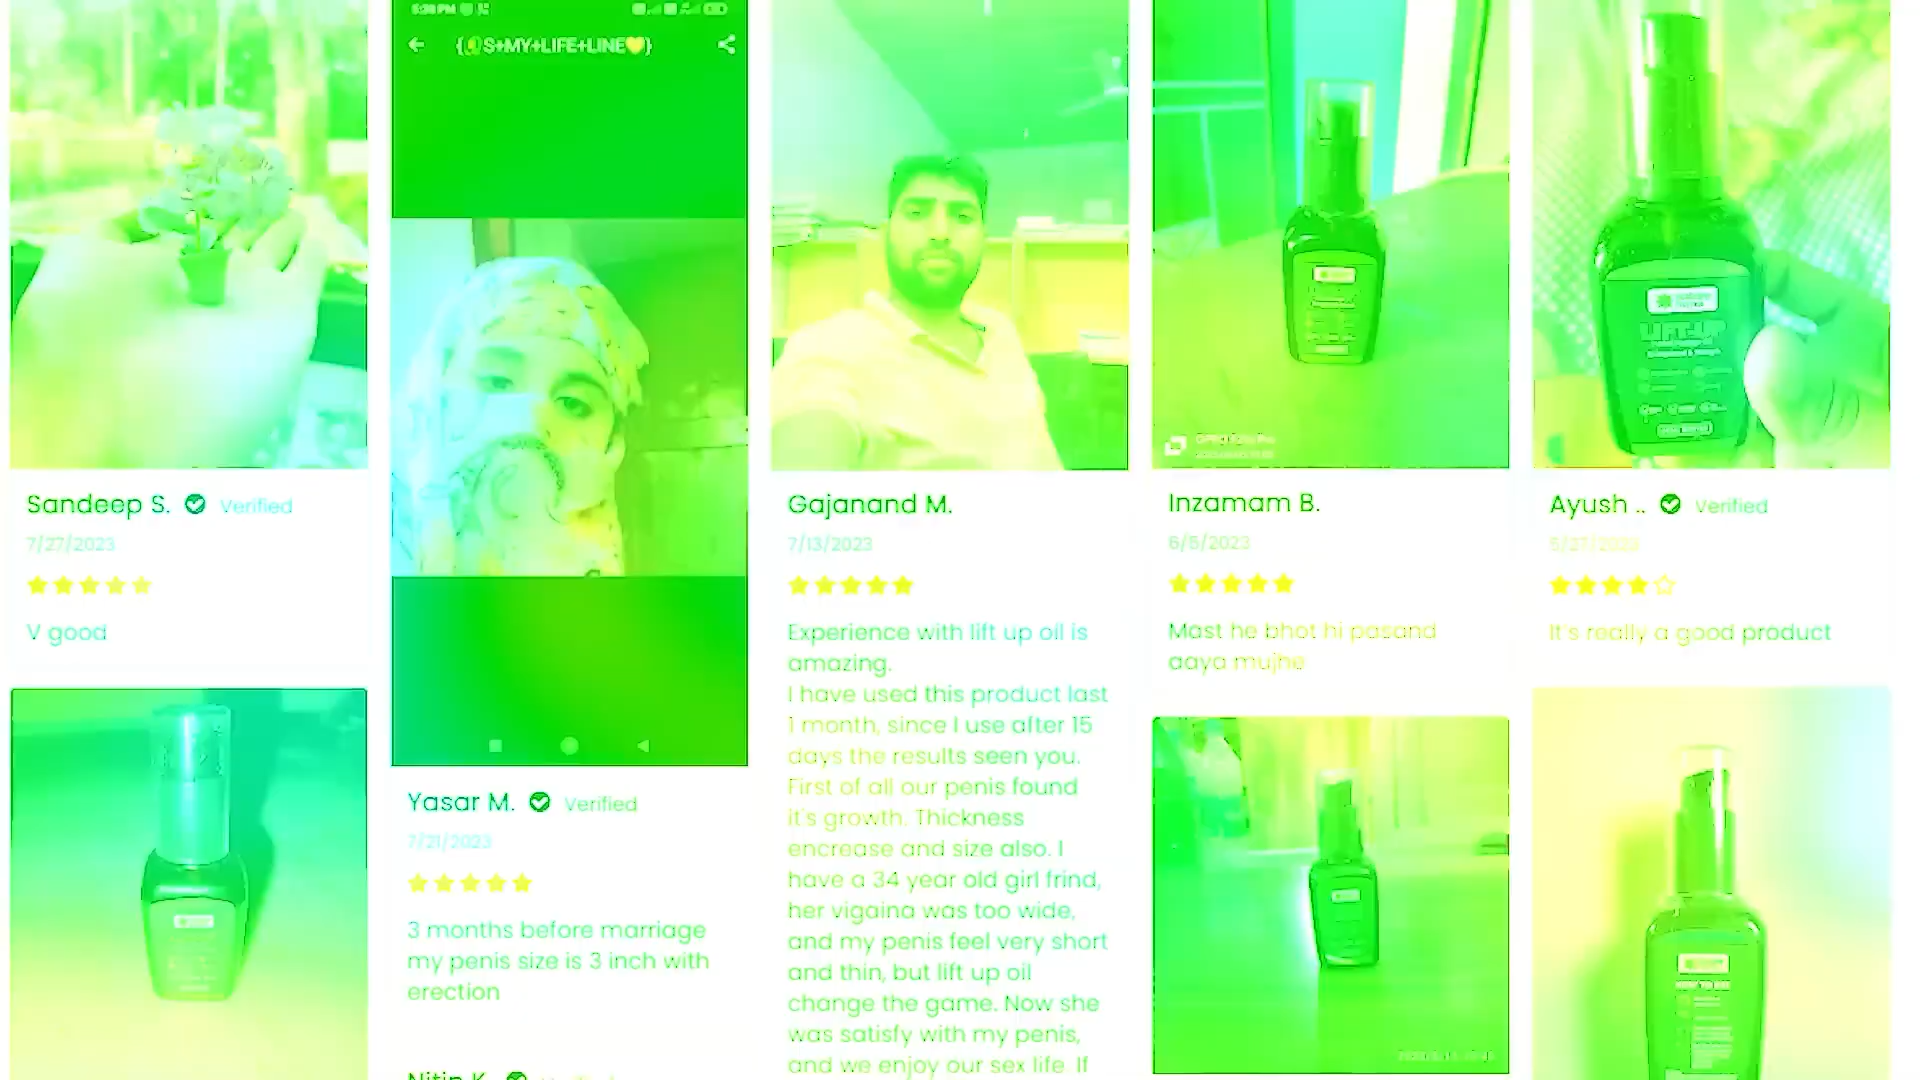 {S+MY+LIFE+LINE💛}
Sandeep S. Verified
7/27/2023
V good
Yasar M. Verified
7/21/2023
3 months before marriage
my penis size is 3 inch with
erection
Nitin K.
Gajanand M.
7/13/2023
Experience with lift up oil is
amazing.
I have used this product last
1 month, since I use after 15
days the results seen you.
First of all our penis found
it's growth. Thickness
encrease and size also. I
have a 34 year old girl frind,
her vigaina was too wide,
and my penis feel very short
and thin, but lift up oil
change the game. Now she
was satisfy with my penis,
and we enjoy our sex life. If
Inzamam B.
6/5/2023
Mast he bhot hi pasand
aaya mujhe
LIFT-UP
Ayush .. Verified
5/27/2023
It's really a good product